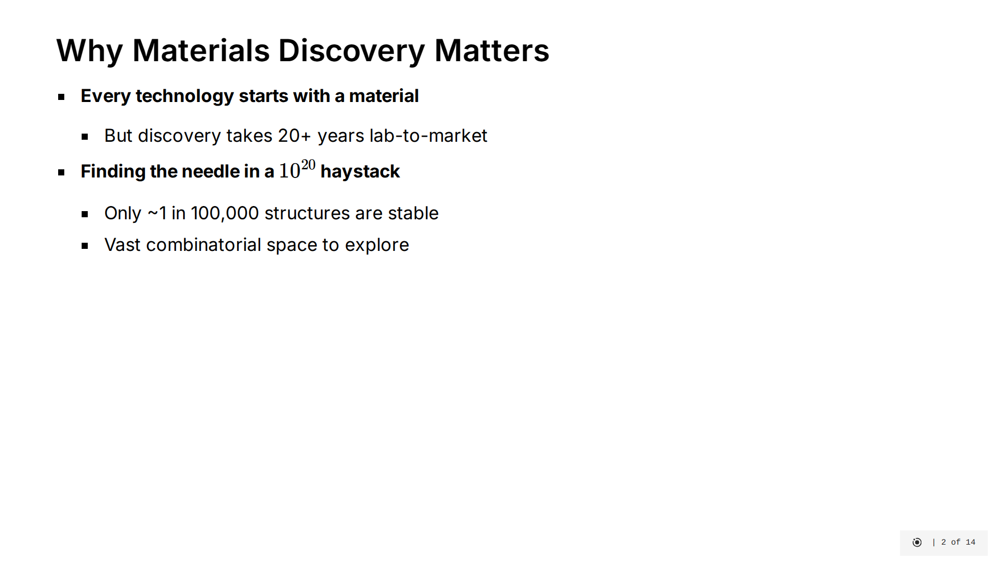 Why Materials Discovery Matters
▪ Every technology starts with a material
▪ But discovery takes 20+ years lab-to-market
▪ Finding the needle in a 10²⁰ haystack
▪ Only ~1 in 100,000 structures are stable
▪ Vast combinatorial space to explore
| 2 of 14